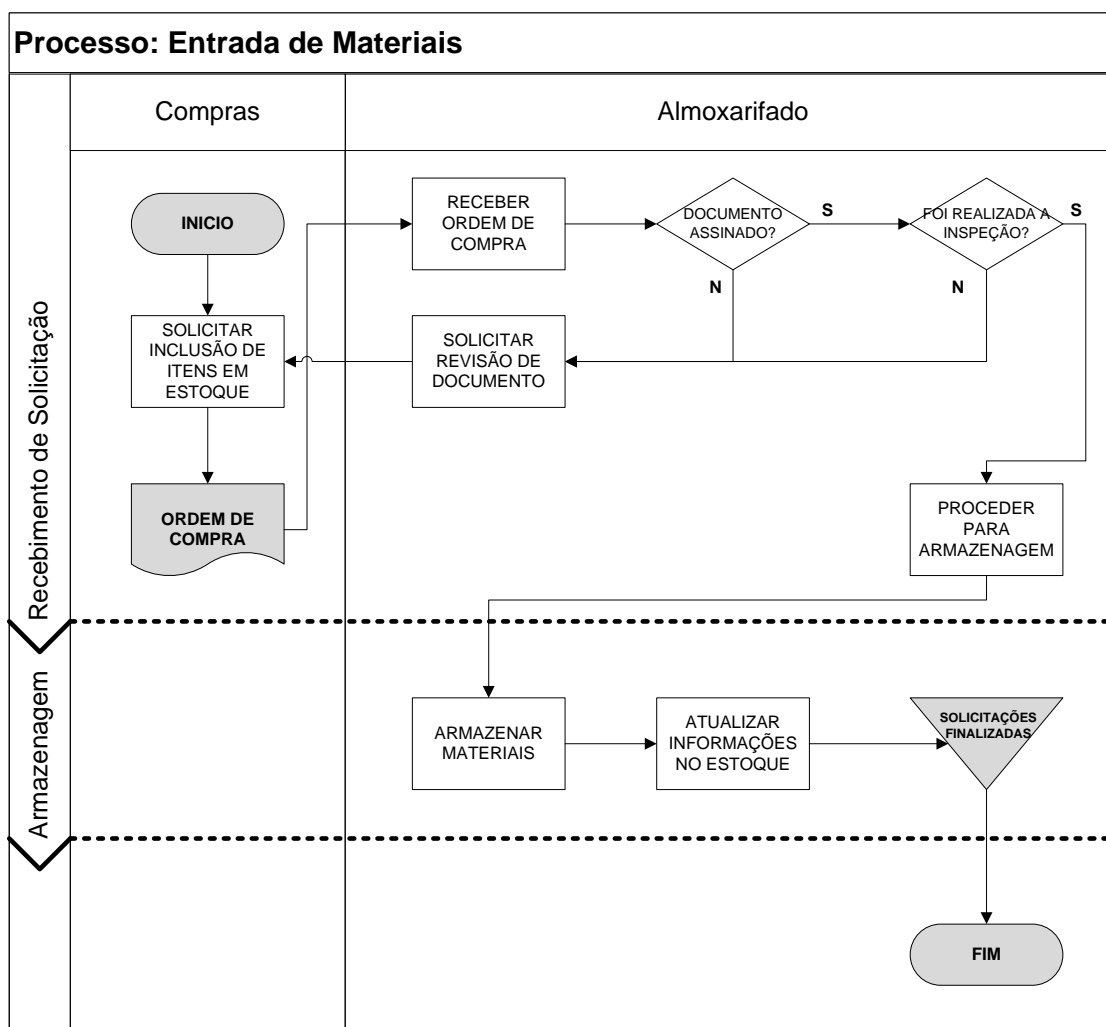 Processo: Entrada de Materiais
Compras
Almoxarifado
Recebimento de Solicitação
INICIO
RECEBER
ORDEM DE
COMPRA
DOCUMENTO
ASSINADO?
S
N
FOI REALIZADA A
INSPEÇÃO?
S
N
SOLICITAR
INCLUSÃO DE
ITENS EM
ESTOQUE
SOLICITAR
REVISÃO DE
DOCUMENTO
ORDEM DE
COMPRA
PROCEDER
PARA
ARMAZENAGEM
Armazenagem
ARMAZENAR
MATERIAIS
ATUALIZAR
INFORMAÇÕES
NO ESTOQUE
SOLICITAÇÕES
FINALIZADAS
FIM